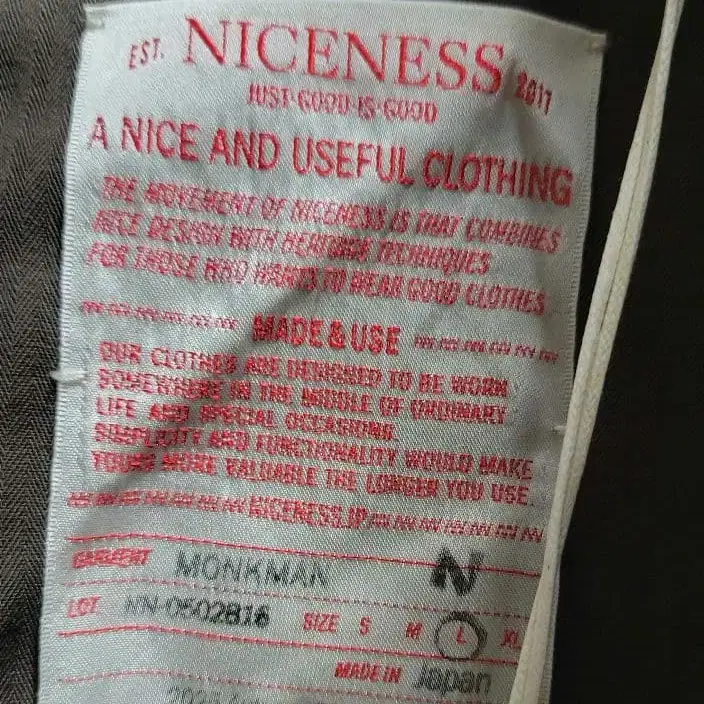 EST. NICENESS 2017
JUST·GOOD·IS·GOOD
A NICE AND USEFUL CLOTHING
THE MOVEMENT OF NICENESS IS THAT COMBINES
NICE DESIGN WITH HERITAGE TECHNIQUES
FOR THOSE WHO WANTS TO WEAR GOOD CLOTHES
MADE & USE
OUR CLOTHES ARE DESIGNED TO BE WORN
SOMEWHERE IN THE MIDDLE OF ORDINARY
LIFE AND SPECIAL OCCASIONS.
SIMPLICITY AND FUNCTIONALITY WOULD MAKE
YOURS MORE VALUABLE THE LONGER YOU USE.
NICENESS.JP
GARMENT MONKMAN N
LOT NN-0502816 SIZE S M L XL
MADE IN Japan